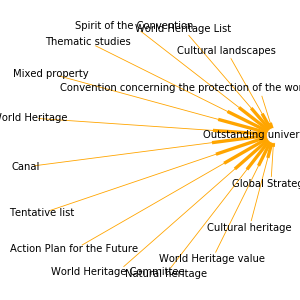 Spirit of the Convention
World Heritage List
Thematic studies
Cultural landscapes
Mixed property
Convention concerning the protection of the wor
World Heritage
Outstanding univer
Canal
Global Strateg
Tentative list
Cultural heritage
Action Plan for the Future
World Heritage value
World Heritage Committee
Natural heritage